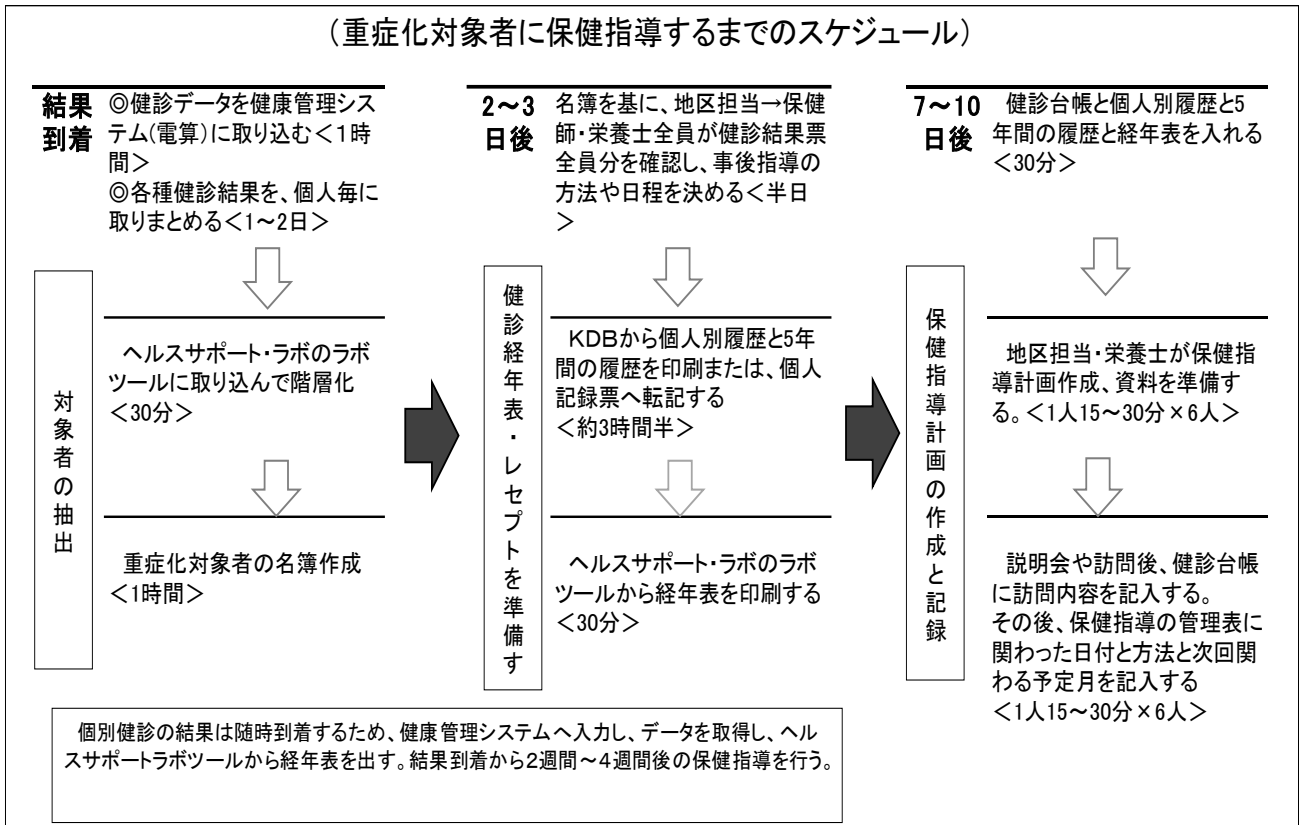 （重症化対象者に保健指導するまでのスケジュール）
結果
到着
◎健診データを健康管理シス
テム(電算)に取り込む＜１時
間＞
◎各種健診結果を、個人毎に
取りまとめる＜1～2日＞
対象者の抽出
ヘルスサポート・ラボのラボ
ツールに取り込んで階層化
＜30分＞
重症化対象者の名簿作成
＜1時間＞
2～3
日後
名簿を基に、地区担当→保健
師・栄養士全員が健診結果票
全員分を確認し、事後指導の
方法や日程を決める＜半日
＞
健診経年表・レセプトを準備す
ＫＤＢから個人別履歴と5年
間の履歴を印刷または、個人
記録票へ転記する
＜約3時間半＞
ヘルスサポート・ラボのラボ
ツールから経年表を印刷する
＜30分＞
7～10
日後
健診台帳と個人別履歴と5
年間の履歴と経年表を入れる
＜30分＞
保健指導計画の作成と記録
地区担当・栄養士が保健指
導計画作成、資料を準備す
る。＜1人15～30分×6人＞
説明会や訪問後、健診台帳
に訪問内容を記入する。
その後、保健指導の管理表に
関わった日付と方法と次回関
わる予定月を記入する
＜1人15～30分×6人＞
個別健診の結果は随時到着するため、健康管理システムへ入力し、データを取得し、ヘル
スサポートラボツールから経年表を出す。結果到着から２週間～４週間後の保健指導を行う。